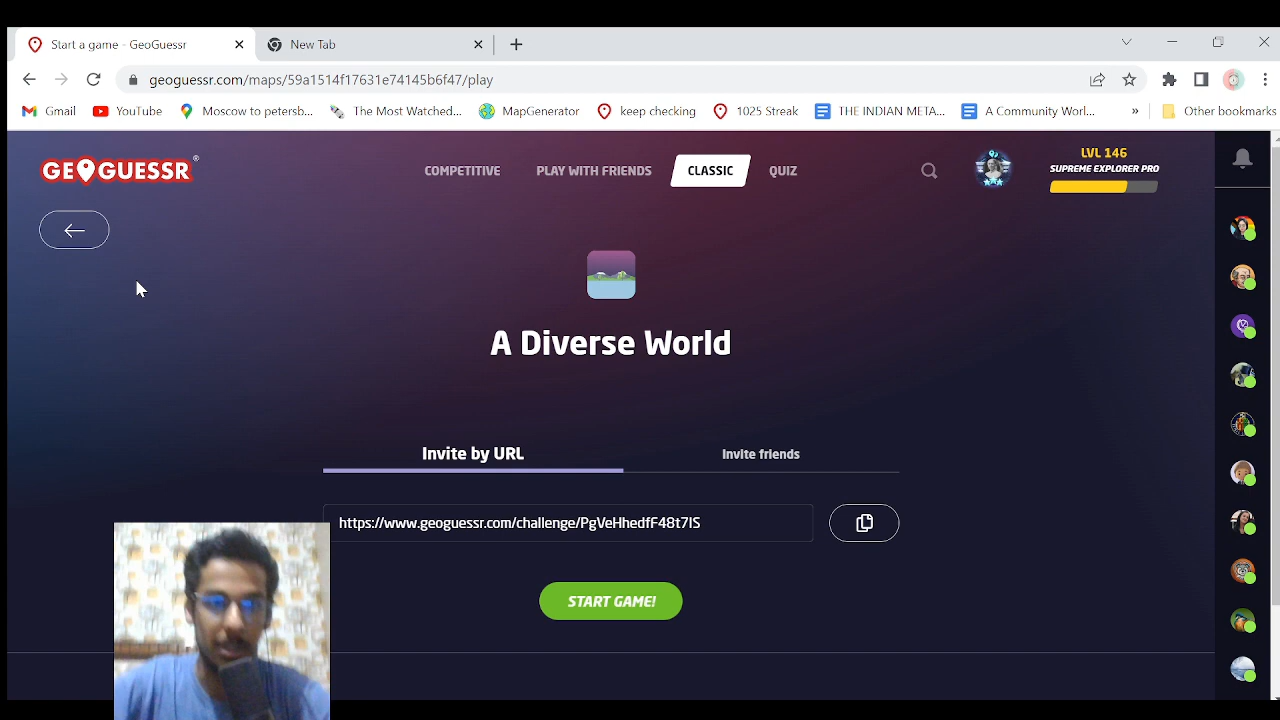 Start a game - GeoGuessr
New Tab
geoguessr.com/maps/59a1514f17631e74145b6f47/play
Gmail
YouTube
Moscow to petersb...
The Most Watched...
MapGenerator
keep checking
1025 Streak
THE INDIAN META...
A Community Worl...
»
Other bookmarks
GEOGUESSR®
COMPETITIVE
PLAY WITH FRIENDS
CLASSIC
QUIZ
LVL 146
SUPREME EXPLORER PRO
A Diverse World
Invite by URL
Invite friends
https://www.geoguessr.com/challenge/PgVeHhedfF48t7IS
START GAME!